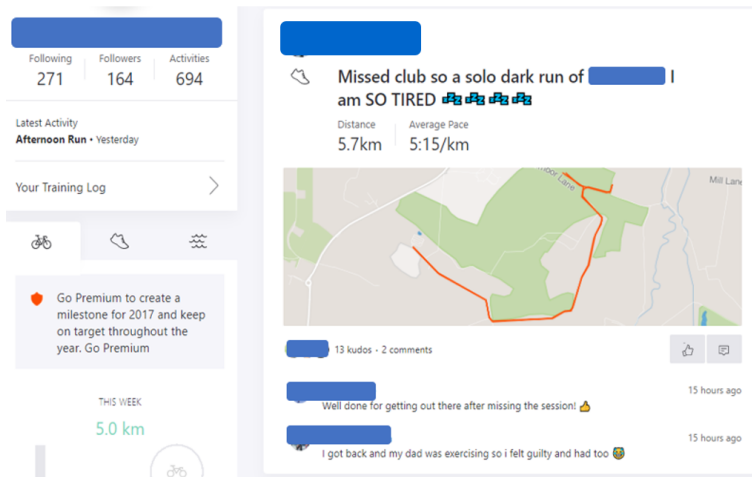 Following
Followers
Activities
271
164
694
Latest Activity
Afternoon Run • Yesterday
Your Training Log
Go Premium to create a
milestone for 2017 and keep
on target throughout the
year. Go Premium
THIS WEEK
5.0 km
Missed club so a solo dark run of I
am SO TIRED 💤 💤 💤 💤
Distance
Average Pace
5.7km
5:15/km
Lane
Mill Lane
13 kudos • 2 comments
15 hours ago
Well done for getting out there after missing the session! 👍
15 hours ago
I got back and my dad was exercising so i felt guilty and had too